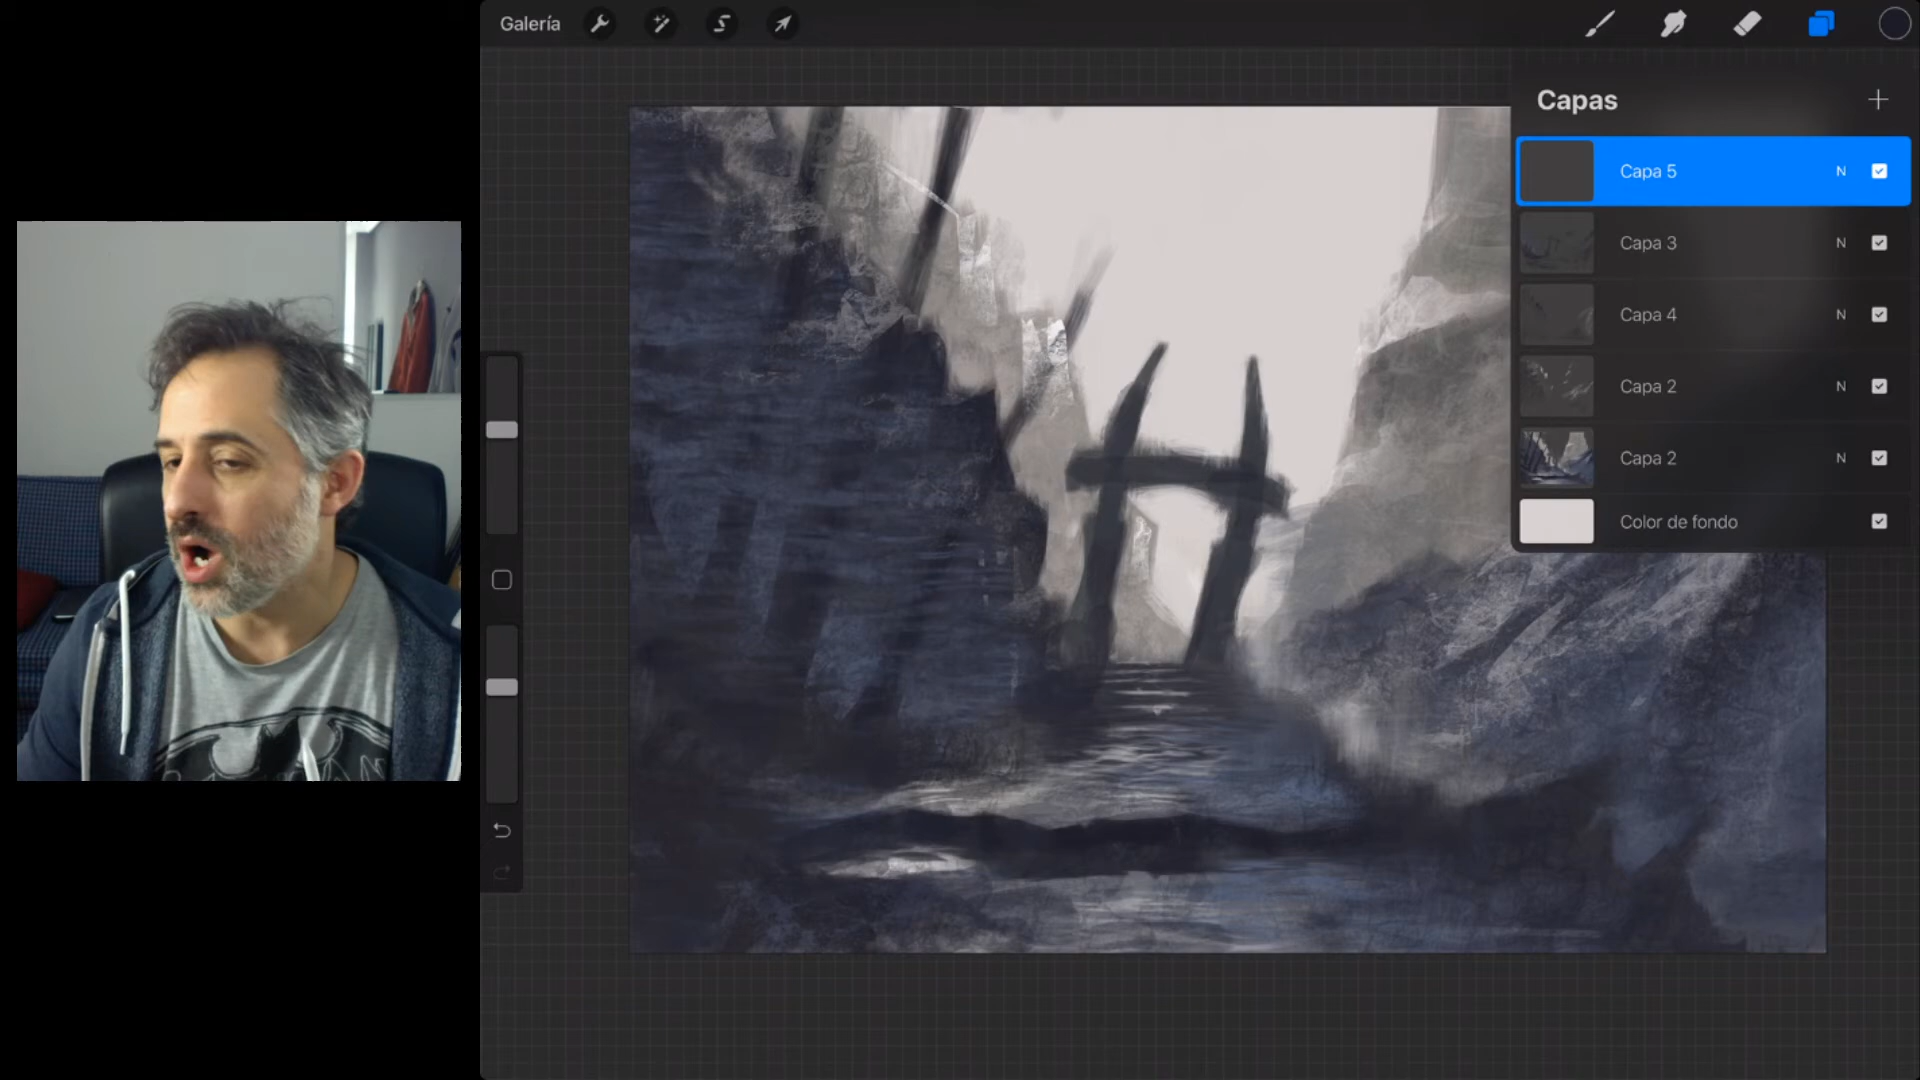 Galería
Capas
Capa 5 N
Capa 3 N
Capa 4 N
Capa 2 N
Capa 2 N
Color de fondo